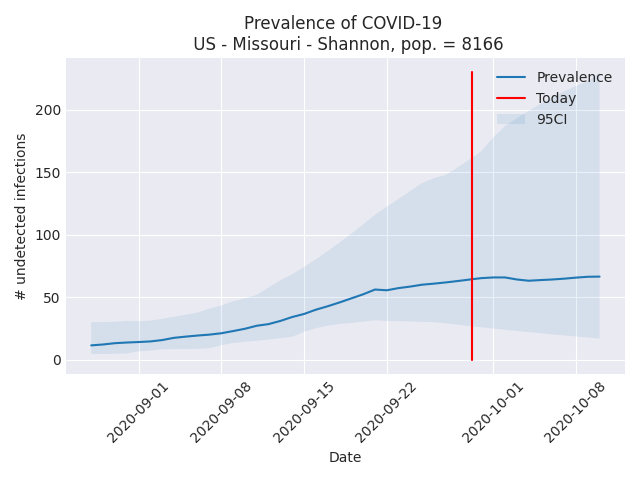 Prevalence of COVID-19
US - Missouri - Shannon, pop. = 8166
Prevalence
Today
95CI
# undetected infections
200
150
100
50
0
2020-09-01
2020-09-08
2020-09-15
2020-09-22
2020-10-01
2020-10-08
Date